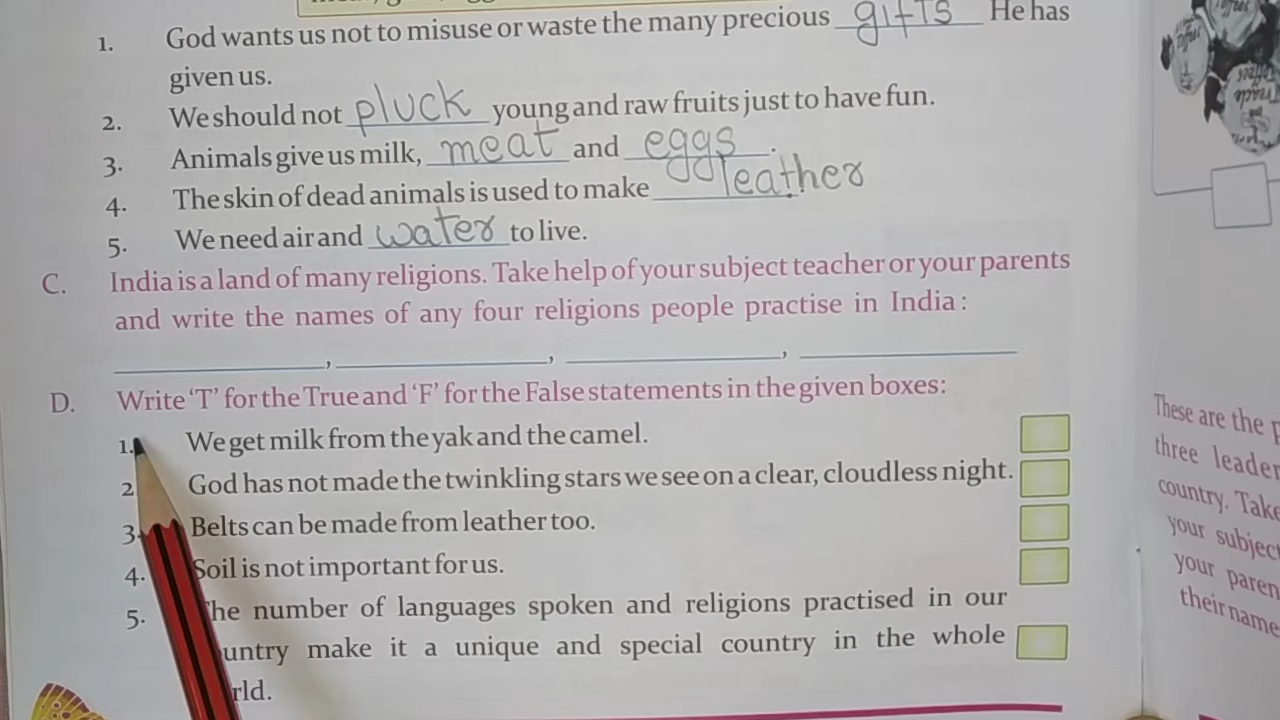 1. God wants us not to misuse or waste the many precious gifts He has
given us.
2. We should not pluck young and raw fruits just to have fun.
3. Animals give us milk, meat and eggs.
4. The skin of dead animals is used to make leather.
5. We need air and water to live.
C. India is a land of many religions. Take help of your subject teacher or your parents
and write the names of any four religions people practise in India:
D. Write 'T' for the True and 'F' for the False statements in the given boxes:
1. We get milk from the yak and the camel.
2 God has not made the twinkling stars we see on a clear, cloudless night.
3. Belts can be made from leather too.
4. Soil is not important for us.
5. The number of languages spoken and religions practised in our
untry make it a unique and special country in the whole
rld.
These are the
three leader
country. Take
your subject
your paren
their name